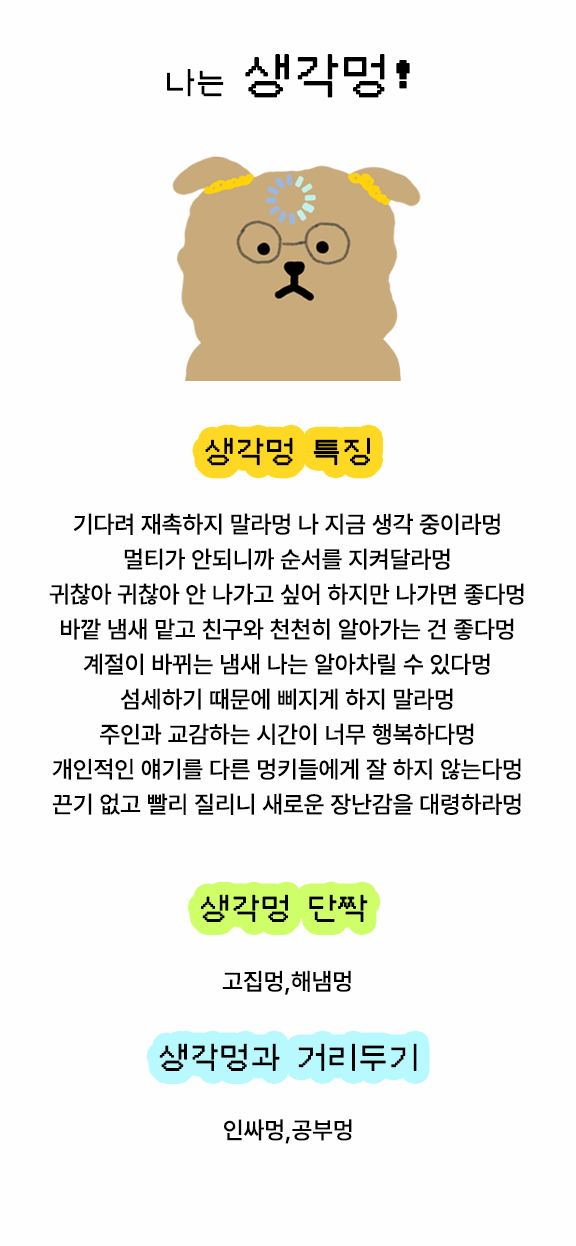 나는 생각멍!
생각멍 특징
기다려 재촉하지 말라멍 나 지금 생각 중이라멍
멀티가 안되니까 순서를 지켜달라멍
귀찮아 귀찮아 안 나가고 싶어 하지만 나가면 좋다멍
바깥 냄새 맡고 친구와 천천히 알아가는 건 좋다멍
계절이 바뀌는 냄새 나는 알아차릴 수 있다멍
섬세하기 때문에 삐지게 하지 말라멍
주인과 교감하는 시간이 너무 행복하다멍
개인적인 얘기를 다른 멍키들에게 잘 하지 않는다멍
끈기 없고 빨리 질리니 새로운 장난감을 대령하라멍
생각멍 단짝
고집멍,해냄멍
생각멍과 거리두기
인싸멍,공부멍